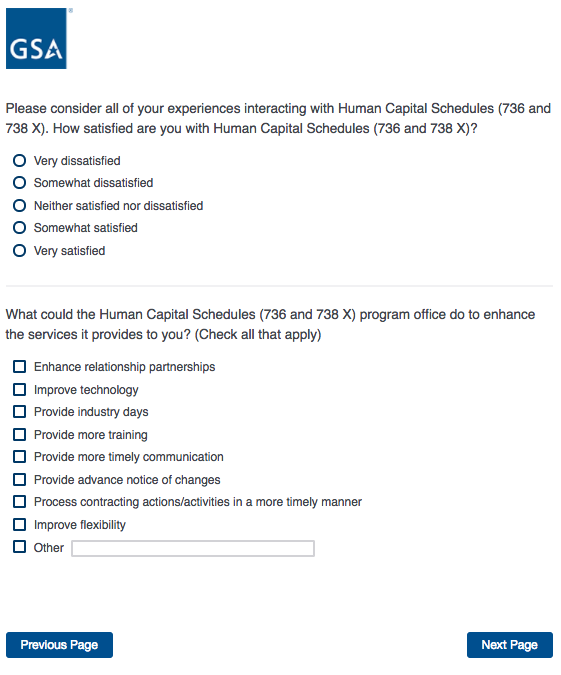 GSA
Please consider all of your experiences interacting with Human Capital Schedules (736 and
738 X). How satisfied are you with Human Capital Schedules (736 and 738 X)?
Very dissatisfied
Somewhat dissatisfied
Neither satisfied nor dissatisfied
Somewhat satisfied
Very satisfied
What could the Human Capital Schedules (736 and 738 X) program office do to enhance
the services it provides to you? (Check all that apply)
Enhance relationship partnerships
Improve technology
Provide industry days
Provide more training
Provide more timely communication
Provide advance notice of changes
Process contracting actions/activities in a more timely manner
Improve flexibility
Other
Previous Page
Next Page